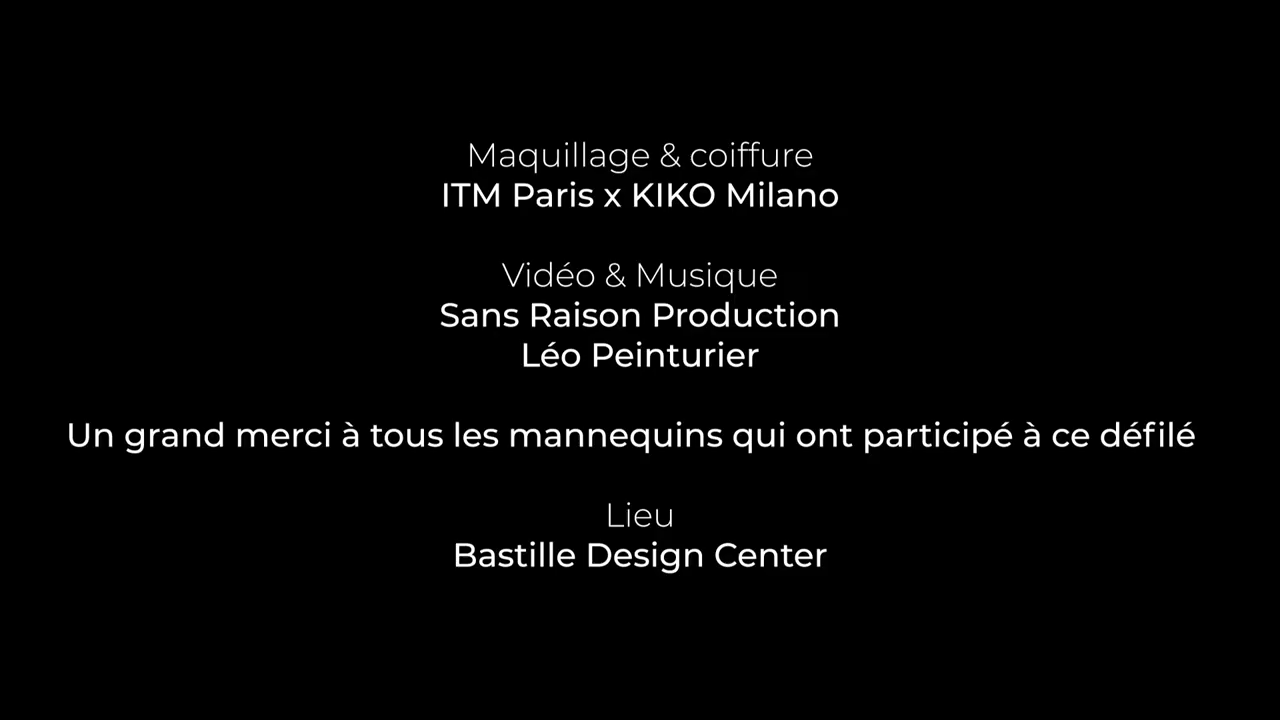 Maquillage & coiffure
ITM Paris x KIKO Milano
Vidéo & Musique
Sans Raison Production
Léo Peinturier
Un grand merci à tous les mannequins qui ont participé à ce défilé
Lieu
Bastille Design Center